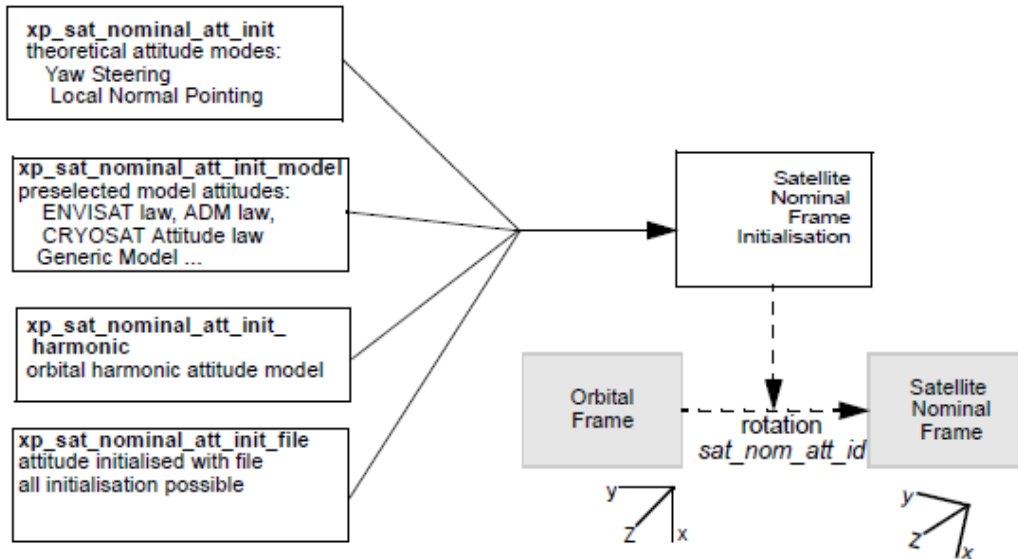 xp_sat_nominal_att_init
theoretical attitude modes:
Yaw Steering
Local Normal Pointing
xp_sat_nominal_att_init_model
preselected model attitudes:
ENVISAT law, ADM law,
CRYOSAT Attitude law
Generic Model ...
xp_sat_nominal_att_init_
harmonic
orbital harmonic attitude model
xp_sat_nominal_att_init_file
attitude initialised with file
all initialisation possible
Satellite
Nominal
Frame
Initialisation
Orbital
Frame
rotation
sat_nom_att_id
Satellite
Nominal
Frame
y
Z
x
y
Z
x